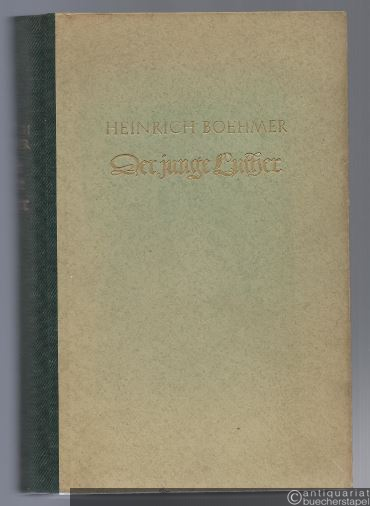 HEINRICH BOEHMER
Der junge Luther
© antiquariat
buecherstapel